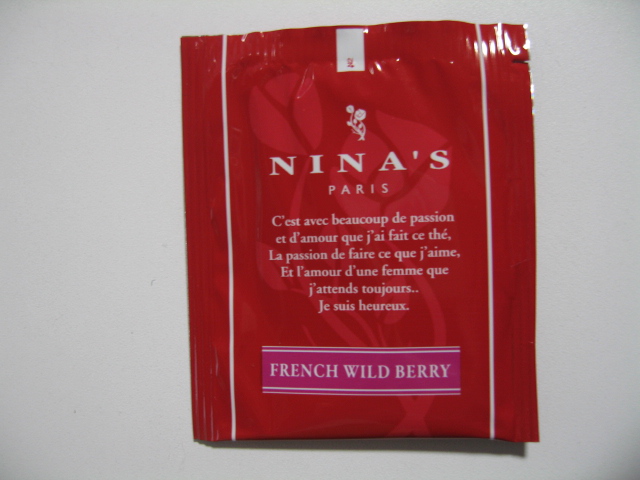 NINA'S
PARIS
C'est avec beaucoup de passion
et d'amour que j'ai fait ce thé,
La passion de faire ce que j'aime,
Et l'amour d'une femme que
j'attends toujours..
Je suis heureux.
FRENCH WILD BERRY